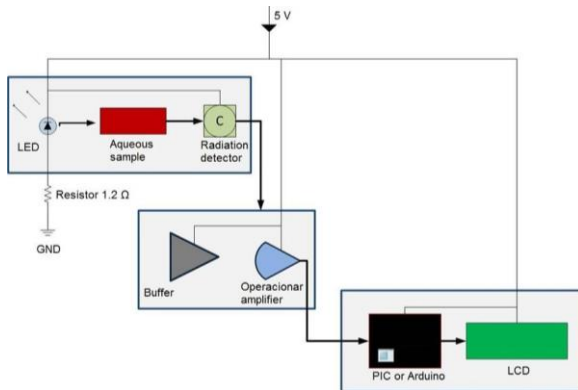 5 V
LED
Aqueous
sample
C
Radiation
detector
Resistor 1.2 Ω
GND
Buffer
Operacionar
amplifier
PIC or Arduino
LCD